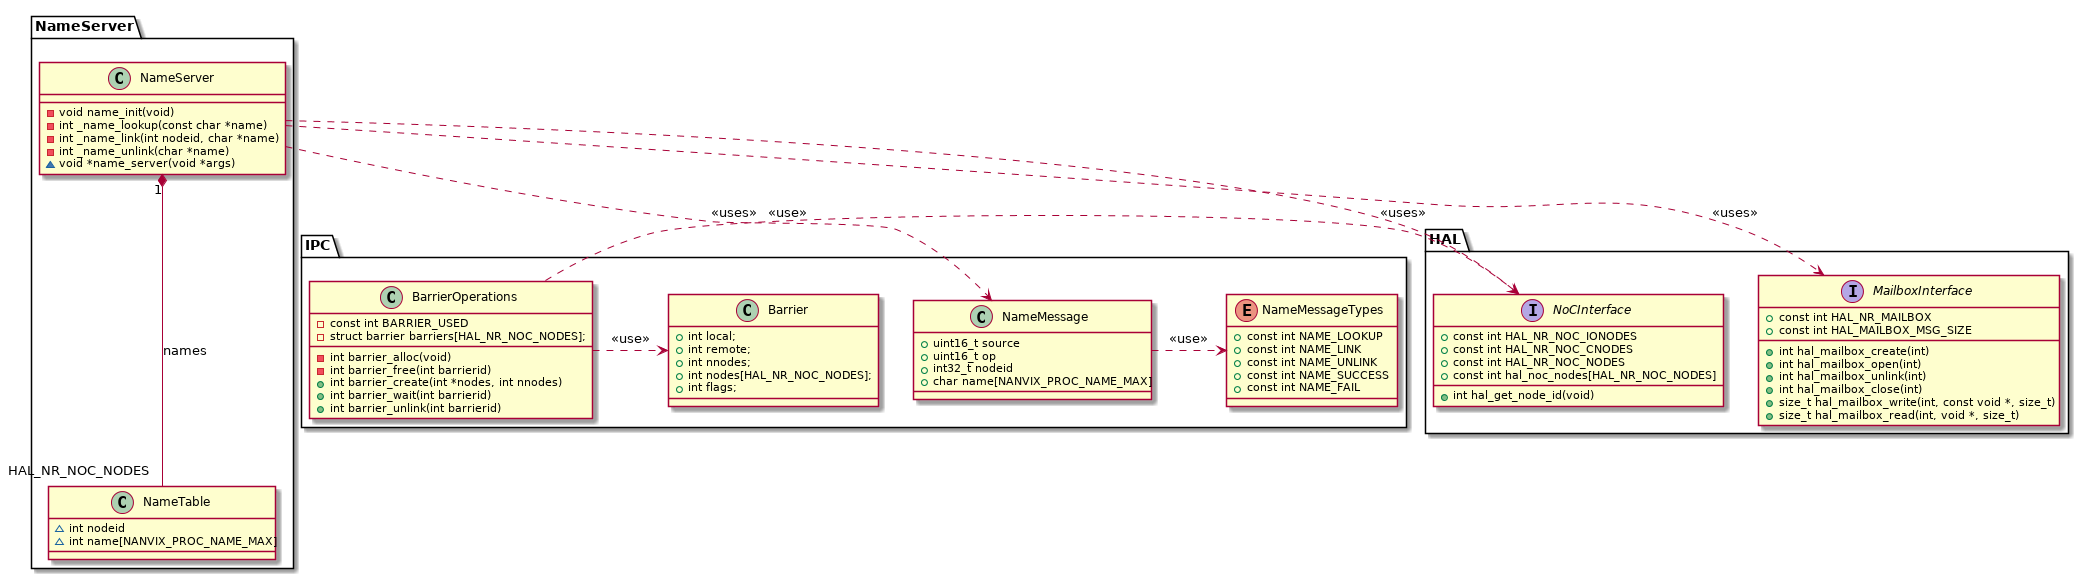 NameServer
C NameServer
void name_init(void)
int _name_lookup(const char *name)
int _name_link(int nodeid, char *name)
int _name_unlink(char *name)
void *name_server(void *args)
1
names
HAL_NR_NOC_NODES
C NameTable
int nodeid
int name[NANVIX_PROC_NAME_MAX]
«uses»
«use»
«uses»
«uses»
IPC
C BarrierOperations
const int BARRIER_USED
struct barrier barriers[HAL_NR_NOC_NODES];
int barrier_alloc(void)
int barrier_free(int barrierid)
int barrier_create(int *nodes, int nnodes)
int barrier_wait(int barrierid)
int barrier_unlink(int barrierid)
«use»
C Barrier
int local;
int remote;
int nnodes;
int nodes[HAL_NR_NOC_NODES];
int flags;
C NameMessage
uint16_t source
uint16_t op
int32_t nodeid
char name[NANVIX_PROC_NAME_MAX]
«use»
E NameMessageTypes
const int NAME_LOOKUP
const int NAME_LINK
const int NAME_UNLINK
const int NAME_SUCCESS
const int NAME_FAIL
HAL
I NoCInterface
const int HAL_NR_NOC_IONODES
const int HAL_NR_NOC_CNODES
const int HAL_NR_NOC_NODES
const int hal_noc_nodes[HAL_NR_NOC_NODES]
int hal_get_node_id(void)
I MailboxInterface
const int HAL_NR_MAILBOX
const int HAL_MAILBOX_MSG_SIZE
int hal_mailbox_create(int)
int hal_mailbox_open(int)
int hal_mailbox_unlink(int)
int hal_mailbox_close(int)
size_t hal_mailbox_write(int, const void *, size_t)
size_t hal_mailbox_read(int, void *, size_t)